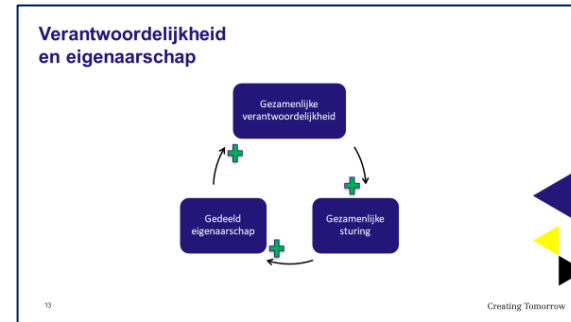 Verantwoordelijkheid
en eigenaarschap
Gezamenlijke
verantwoordelijkheid
Gedeeld
eigenaarschap
Gezamenlijke
sturing
13
Creating Tomorrow